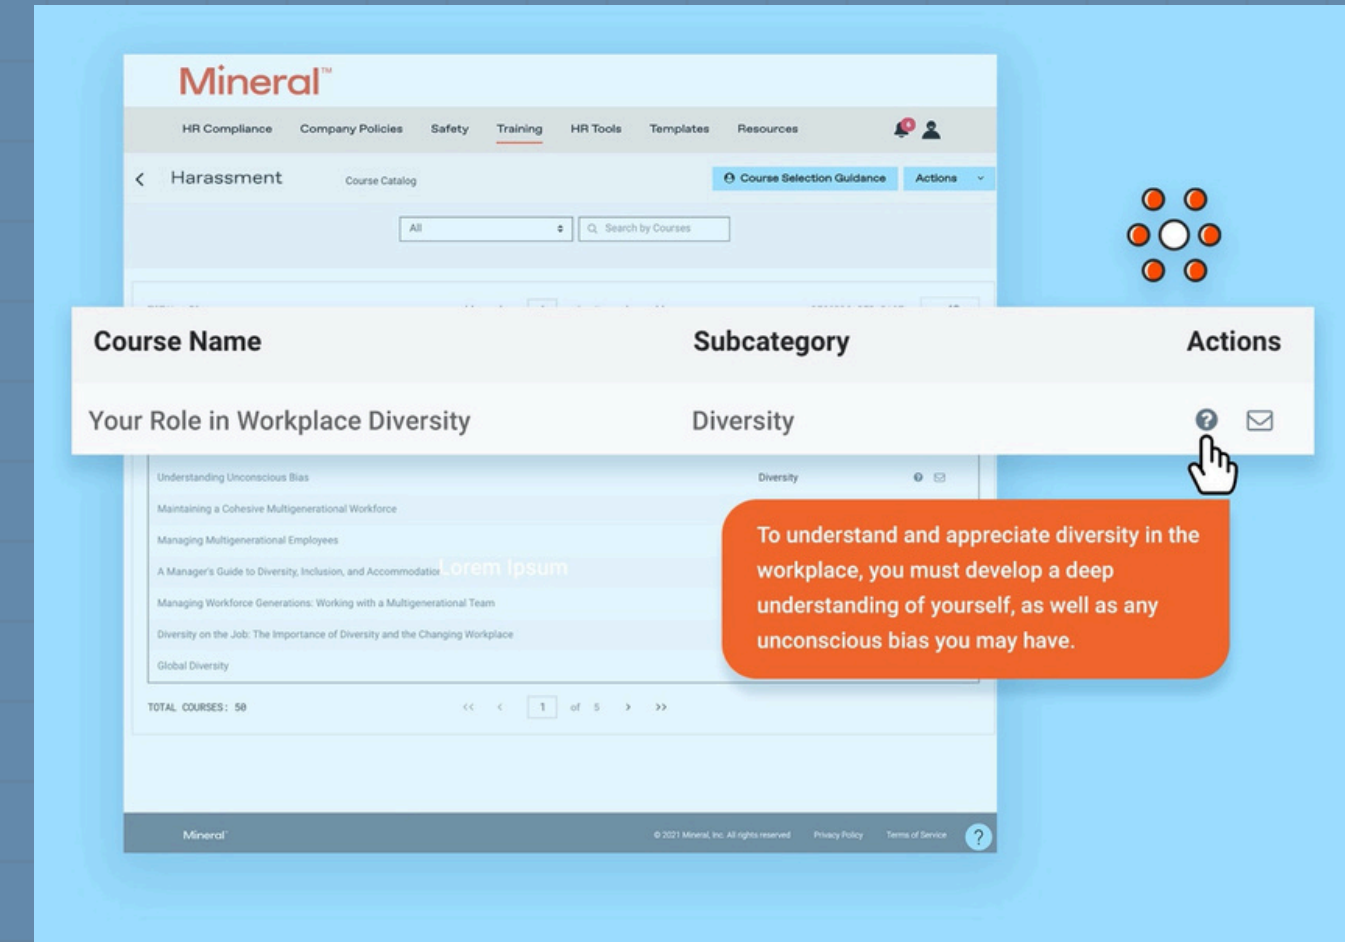 Mineral™
HR Compliance Company Policies Safety Training HR Tools Templates Resources
Harassment Course Catalog Course Selection Guidance Actions
All Search by Courses
Course Name Subcategory Actions
Your Role in Workplace Diversity Diversity
Understanding Unconscious Bias Diversity
Maintaining a Cohesive Multigenerational Workforce
Managing Multigenerational Employees
A Manager's Guide to Diversity, Inclusion, and Accommodation
Lorem Ipsum
Managing Workforce Generations: Working with a Multigenerational Team
Diversity on the Job: The Importance of Diversity and the Changing Workplace
Global Diversity
To understand and appreciate diversity in the
workplace, you must develop a deep
understanding of yourself, as well as any
unconscious bias you may have.
TOTAL COURSES: 50 << < 1 of 5 > >>
Mineral © 2021 Mineral, Inc. All rights reserved Privacy Policy Terms of Service ?